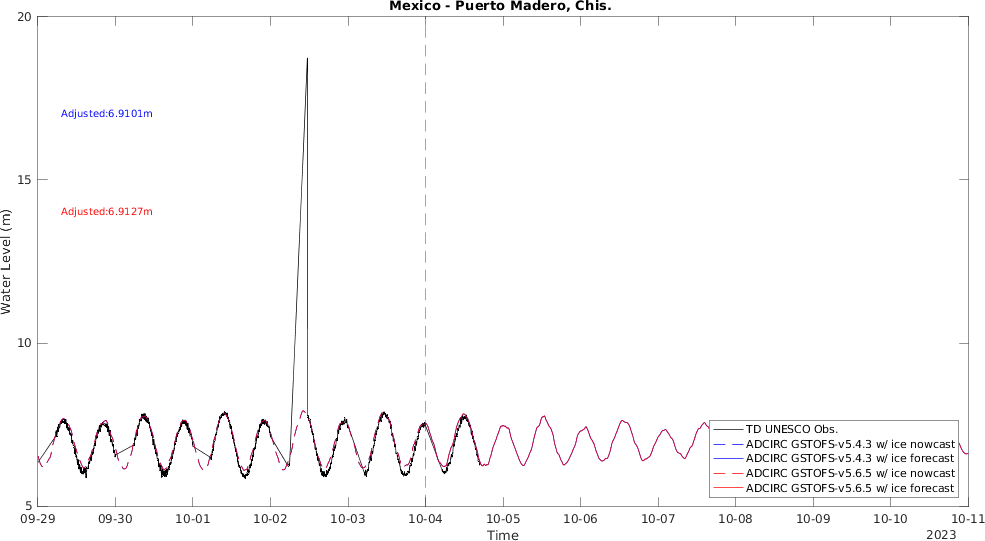 Mexico - Puerto Madero, Chis.
20
Adjusted:6.9101m
15
Adjusted:6.9127m
Water Level (m)
10
TD UNESCO Obs.
ADCIRC GSTOFS-v5.4.3 w/ ice nowcast
ADCIRC GSTOFS-v5.4.3 w/ ice forecast
ADCIRC GSTOFS-v5.6.5 w/ ice nowcast
ADCIRC GSTOFS-v5.6.5 w/ ice forecast
5
09-29 09-30 10-01 10-02 10-03 10-04 10-05 10-06 10-07 10-08 10-09 10-10 10-11
Time
2023